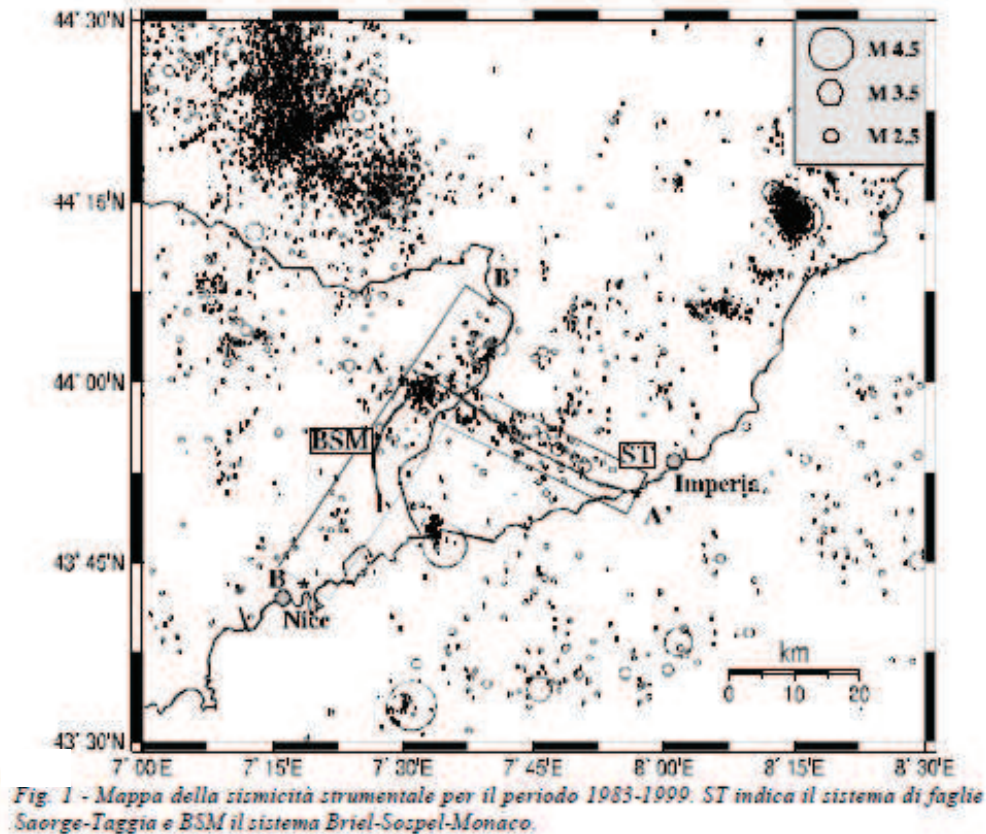 44° 30'N
M 4.5
M 3.5
M 2.5
44° 16'N
B'
44° 00'N
A
BSM
ST
Imperia
A'
43° 45'N
B
*
Nice
km
0 10 20
43° 30'N
7° 00'E 7° 15'E 7° 30'E 7° 45'E 8° 00'E 8° 15'E 8° 30'E
Fig. 1 - Mappa della sismicità strumentale per il periodo 1983-1999. ST indica il sistema di faglie
Saorge-Taggia e BSM il sistema Briel-Sospel-Monaco.